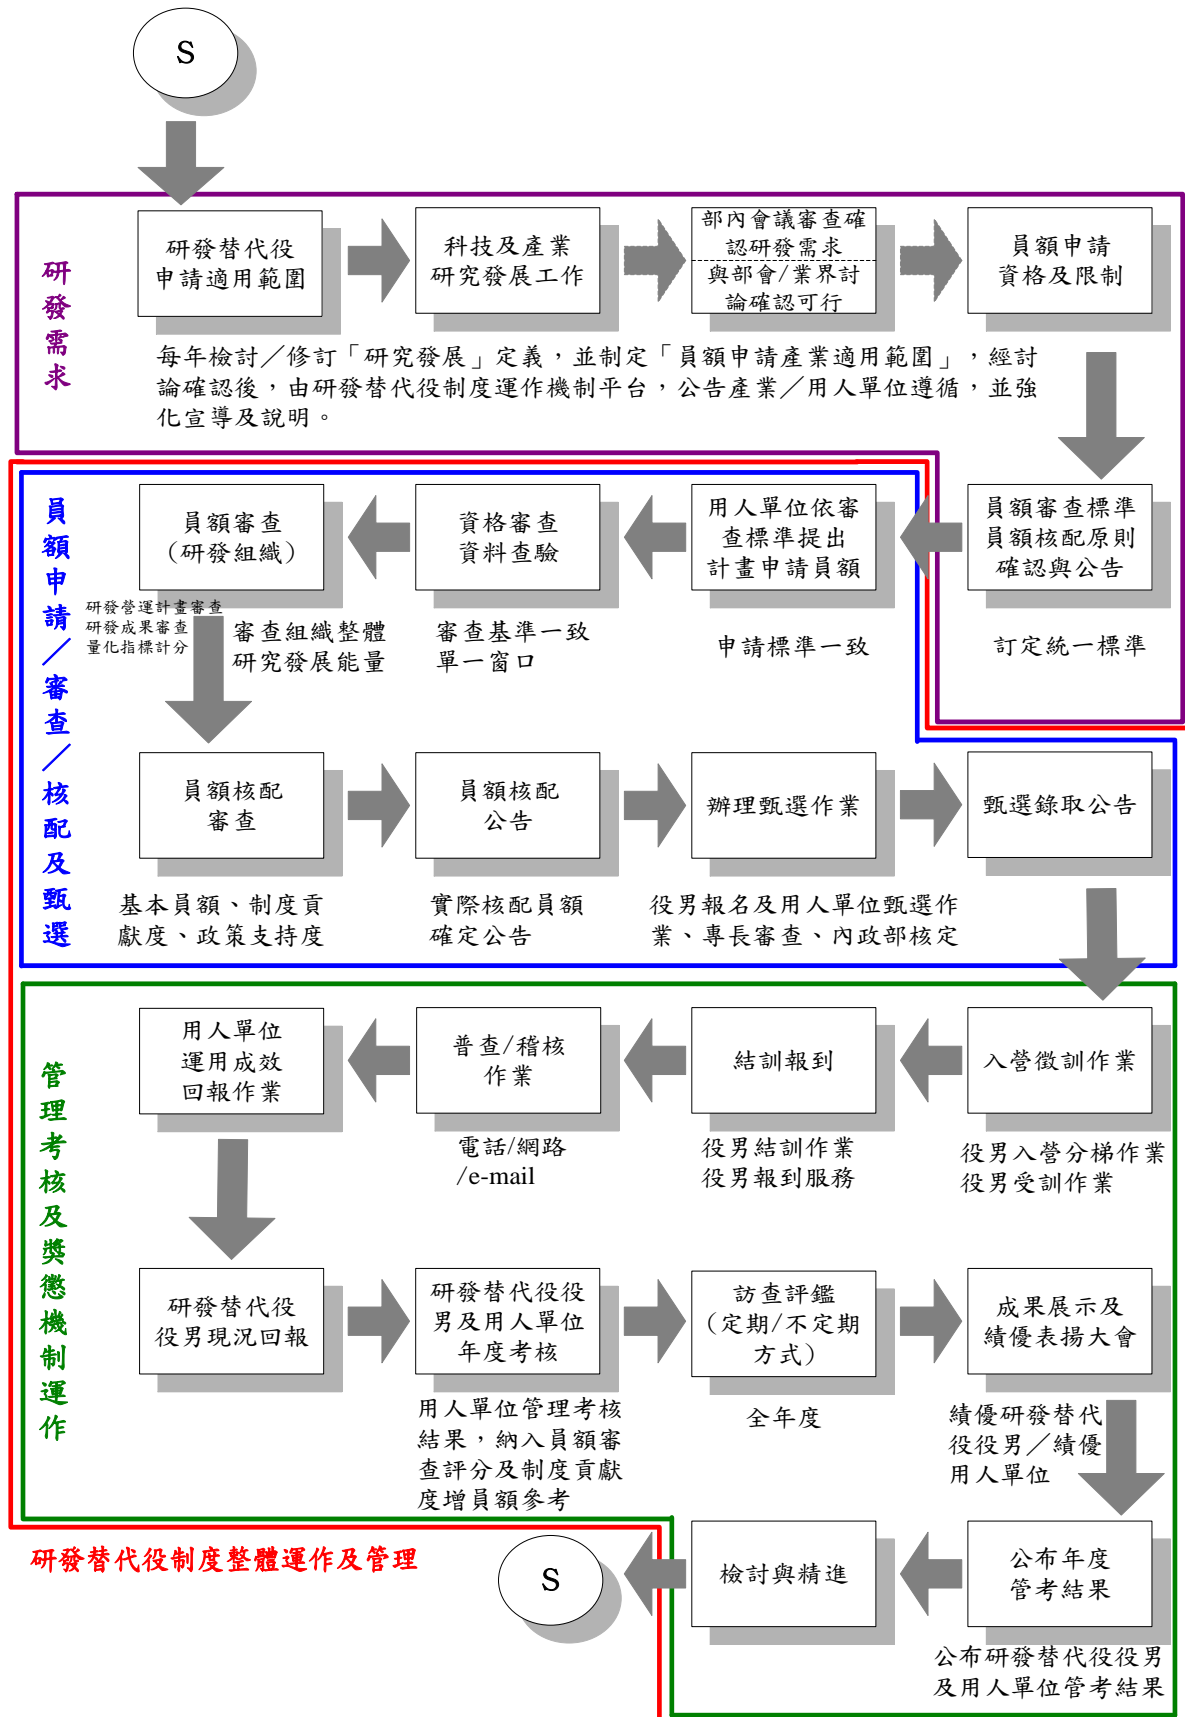 S
研發需求
研發替代役
申請適用範圍
科技及產業
研究發展工作
部內會議審查確
認研發需求
與部會/業界討
論確認可行
員額申請
資格及限制
每年檢討／修訂「研究發展」定義，並制定「員額申請產業適用範圍」，經討
論確認後，由研發替代役制度運作機制平台，公告產業／用人單位遵循，並強
化宣導及說明。
員額申請／審查／核配及甄選
員額審查
（研發組織）
資格審查
資料查驗
用人單位依審
查標準提出
計畫申請員額
員額審查標準
員額核配原則
確認與公告
研發營運計畫審查
研發成果審查
量化指標計分
審查組織整體
研究發展能量
審查基準一致
單一窗口
申請標準一致
訂定統一標準
員額核配
審查
員額核配
公告
辦理甄選作業
甄選錄取公告
基本員額、制度貢
獻度、政策支持度
實際核配員額
確定公告
役男報名及用人單位甄選作
業、專長審查、內政部核定
管理考核及獎懲機制運作
用人單位
運用成效
回報作業
普查/稽核
作業
結訓報到
入營徵訓作業
電話/網路
/e-mail
役男結訓作業
役男報到服務
役男入營分梯作業
役男受訓作業
研發替代役
役男現況回報
研發替代役役
男及用人單位
年度考核
訪查評鑑
（定期/不定期
方式）
成果展示及
績優表揚大會
用人單位管理考核
結果，納入員額審
查評分及制度貢獻
度增員額參考
全年度
績優研發替代
役役男／績優
用人單位
研發替代役制度整體運作及管理
S
檢討與精進
公布年度
管考結果
公布研發替代役役男
及用人單位管考結果